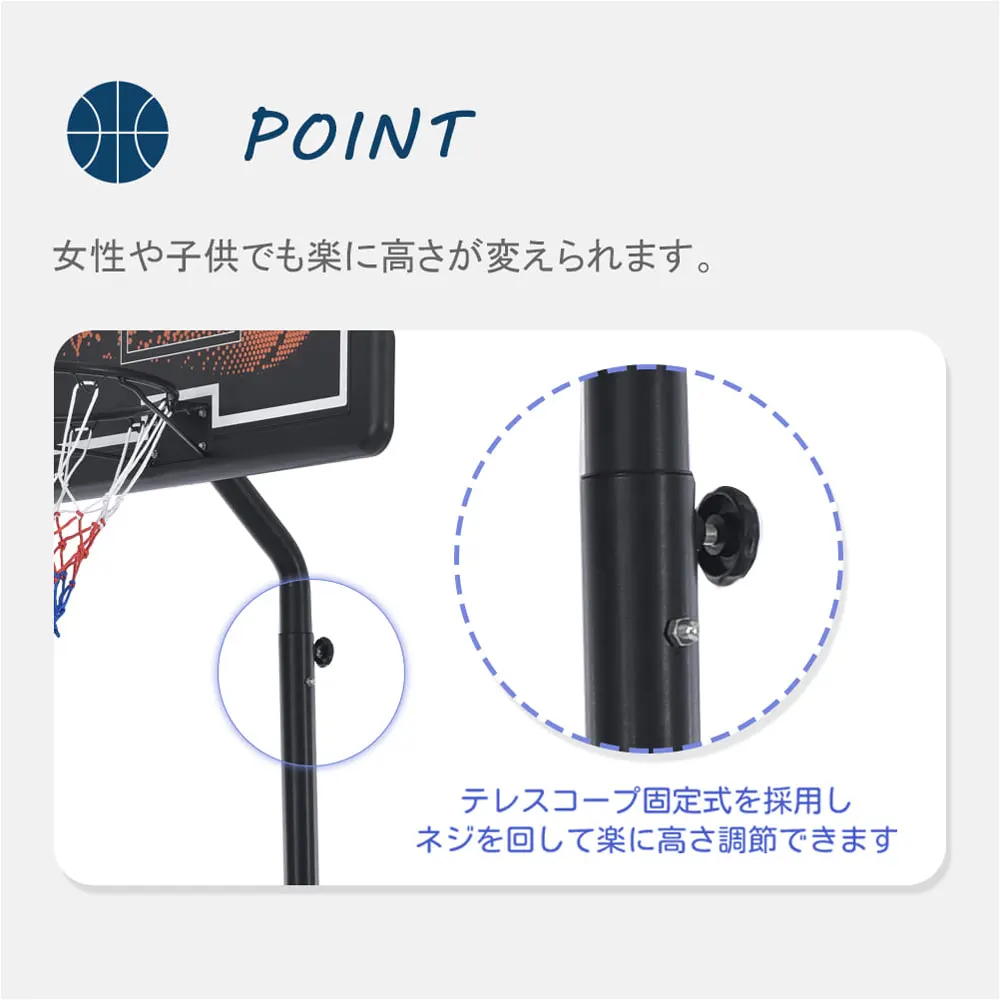 POINT
女性や子供でも楽に高さが変えられます。
テレスコープ固定式を採用し
ネジを回して楽に高さ調節できます